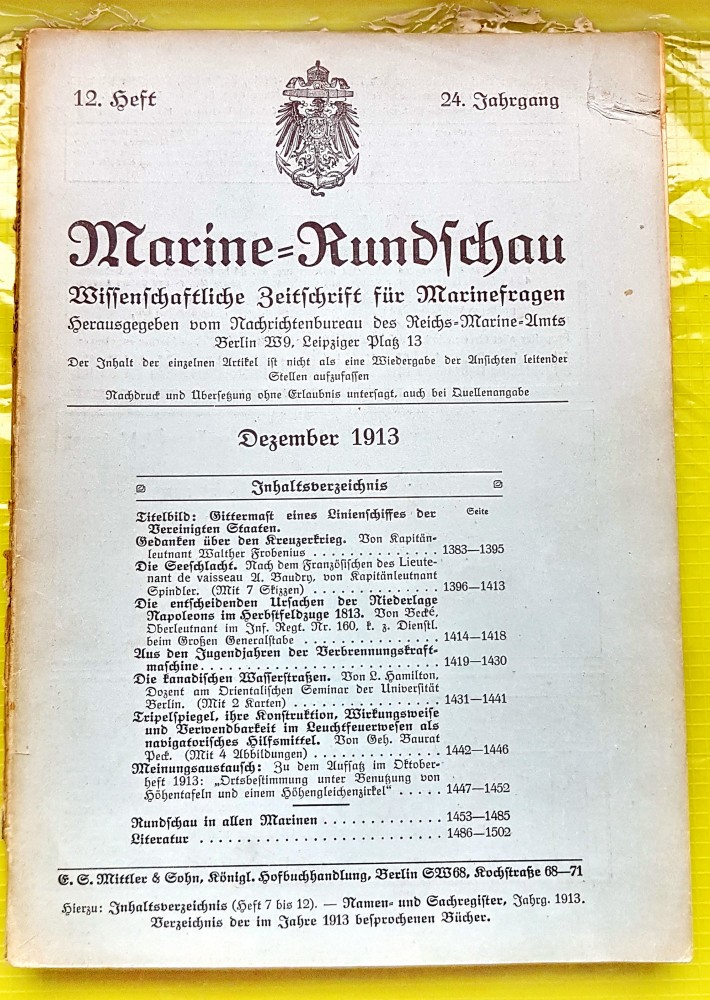 12. Heft
24. Jahrgang
Marine-Rundschau
Wissenschaftliche Zeitschrift für Marinefragen
Herausgegeben vom Nachrichtenbureau des Reichs-Marine-Amts
Berlin W9, Leipziger Platz 13
Der Inhalt der einzelnen Artikel ist nicht als eine Wiedergabe der Ansichten leitender
Stellen aufzufassen
Nachdruck und Übersetzung ohne Erlaubnis untersagt, auch bei Quellenangabe
Dezember 1913
Inhaltsverzeichnis
Titelbild: Gittermast eines Linienschiffes der Seite
Vereinigten Staaten.
Gedanken über den Kreuzerkrieg. Von Kapitän-
leutnant Walther Frobenius . . . . . . . . . . . . 1383—1395
Die Seeschlacht. Nach dem Französischen des Lieute-
nant de vaisseau A. Baudry, von Kapitänleutnant
Spindler. (Mit 7 Skizzen) . . . . . . . . . . . . 1396—1413
Die entscheidenden Ursachen der Niederlage
Napoleons im Herbstfeldzuge 1813. Von Becké,
Oberleutnant im Inf. Regt. Nr. 160, k. z. Dienstl.
beim Großen Generalstabe . . . . . . . . . . . . 1414—1418
Aus den Jugendjahren der Verbrennungskraft-
maschine . . . . . . . . . . . . . . . . . . . . . 1419—1430
Die kanadischen Wasserstraßen. Von L. Hamilton,
Dozent am Orientalischen Seminar der Universität
Berlin. (Mit 2 Karten) . . . . . . . . . . . . . . 1431—1441
Tripelspiegel, ihre Konstruktion, Wirkungsweise
und Verwendbarkeit im Leuchtfeuerwesen als
navigatorisches Hilfsmittel. Von Geh. Baurat
Peck. (Mit 4 Abbildungen) . . . . . . . . . . . . 1442—1446
Meinungsaustausch: Zu dem Aufsatz im Oktober-
heft 1913: „Ortsbestimmung unter Benutzung von
Höhentafeln und einem Höhengleichenzirkel“ . . . . . 1447—1452
Rundschau in allen Marinen . . . . . . . . . . . . 1453—1485
Literatur . . . . . . . . . . . . . . . . . . . . 1486—1502
E. S. Mittler & Sohn, Königl. Hofbuchhandlung, Berlin SW68, Kochstraße 68—71
Hierzu: Inhaltsverzeichnis (Heft 7 bis 12). — Namen- und Sachregister, Jahrg. 1913.
Verzeichnis der im Jahre 1913 besprochenen Bücher.